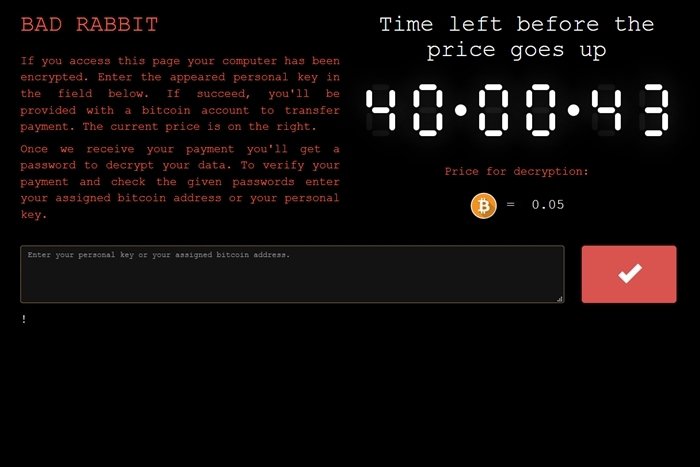 BAD RABBIT
If you access this page your computer has been
encrypted. Enter the appeared personal key in
the field below. If succeed, you'll be
provided with a bitcoin account to transfer
payment. The current price is on the right.
Once we receive your payment you'll get a
password to decrypt your data. To verify your
payment and check the given passwords enter
your assigned bitcoin address or your personal
key.
Time left before the
price goes up
40•00•43
Price for decryption:
= 0.05
Enter your personal key or your assigned bitcoin address.
!